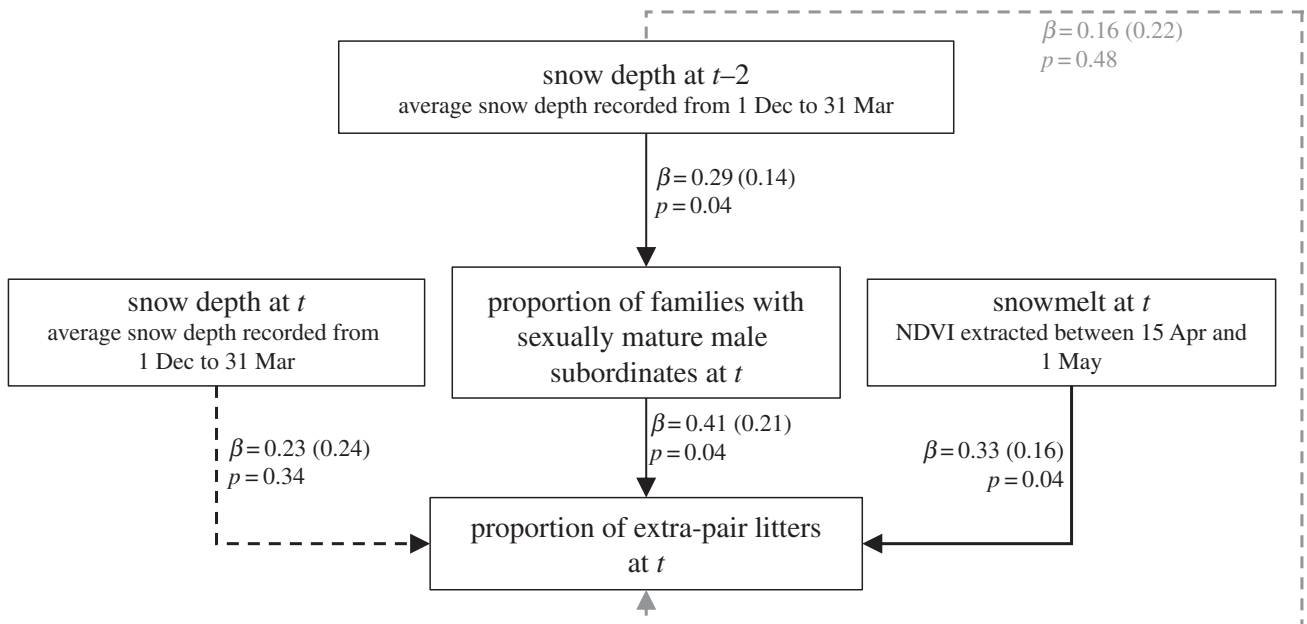 β = 0.16 (0.22)
p = 0.48
snow depth at t–2
average snow depth recorded from 1 Dec to 31 Mar
β = 0.29 (0.14)
p = 0.04
snow depth at t
average snow depth recorded from
1 Dec to 31 Mar
proportion of families with
sexually mature male
subordinates at t
snowmelt at t
NDVI extracted between 15 Apr and
1 May
β = 0.23 (0.24)
p = 0.34
β = 0.41 (0.21)
p = 0.04
β = 0.33 (0.16)
p = 0.04
proportion of extra-pair litters
at t